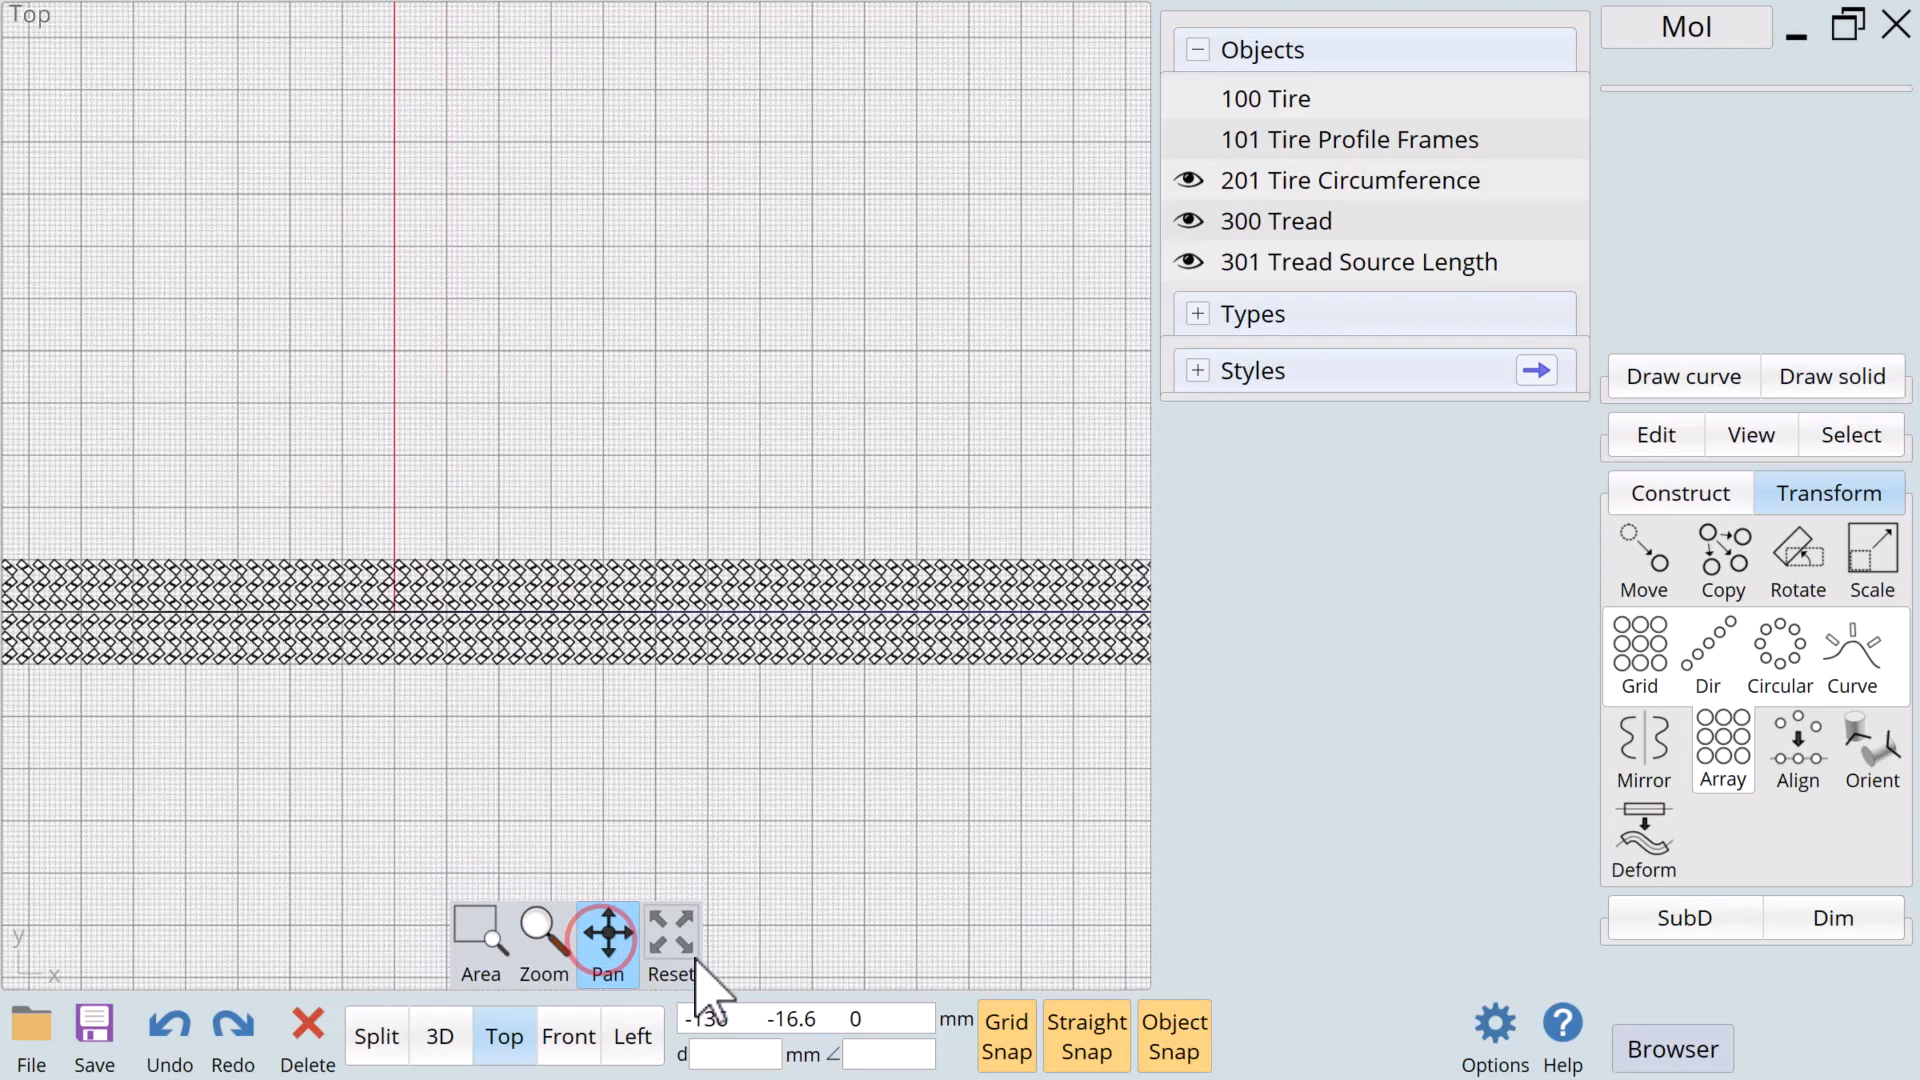 Top
Objects
100 Tire
101 Tire Profile Frames
201 Tire Circumference
300 Tread
301 Tread Source Length
Types
Styles
MoI
Draw curve Draw solid
Edit View Select
Construct Transform
Move Copy Rotate Scale
Grid Dir Circular Curve
Mirror Array Align Orient
Deform
SubD Dim
y
x
Area Zoom Pan Reset
File Save Undo Redo Delete
Split 3D Top Front Left
-16.6 0 mm
d mm ∠
Grid Snap
Straight Snap
Object Snap
Options Help
Browser